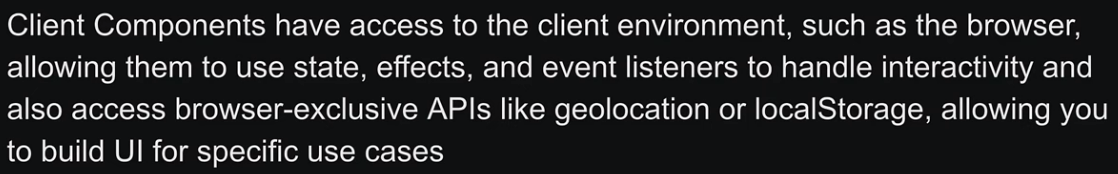 Client Components have access to the client environment, such as the browser,
allowing them to use state, effects, and event listeners to handle interactivity and
also access browser-exclusive APIs like geolocation or localStorage, allowing you
to build UI for specific use cases